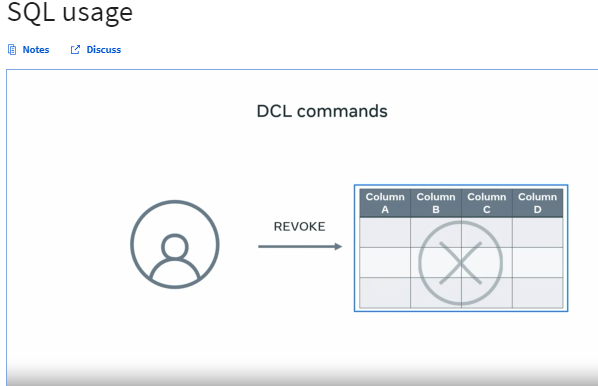 SQL usage
Notes Discuss
DCL commands
REVOKE
Column A Column B Column C Column D